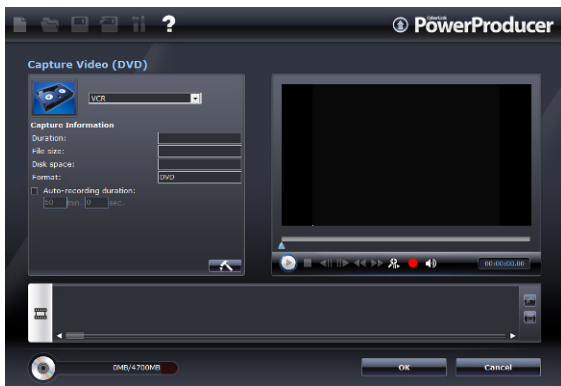 ?
CyberLink
PowerProducer
Capture Video (DVD)
VCR
Capture Information
Duration:
File size:
Disk space:
Format: DVD
Auto-recording duration:
50 min. 0 sec.
00:00:00.00
0MB/4700MB
OK
Cancel